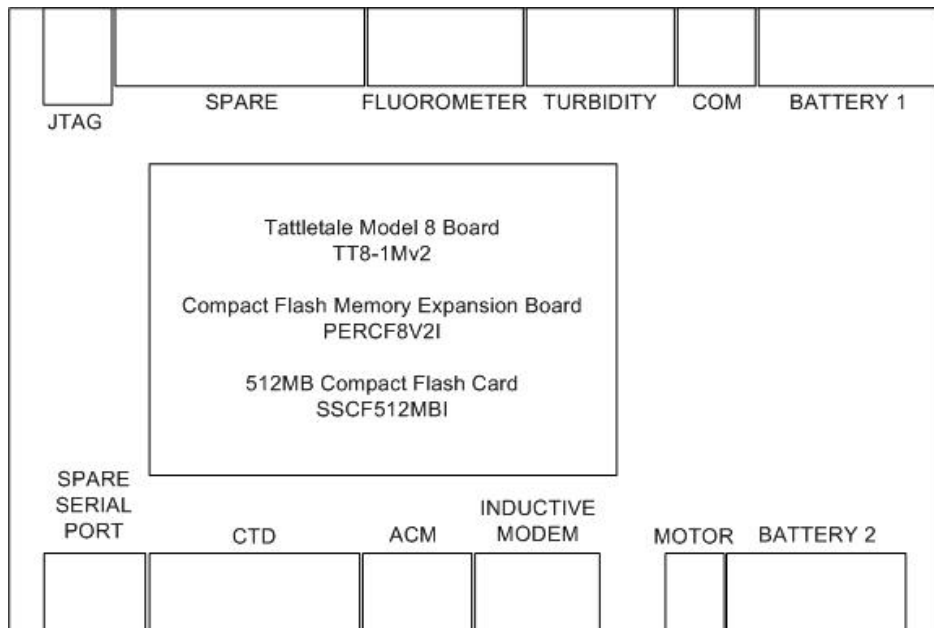 JTAG
SPARE
FLUOROMETER
TURBIDITY
COM
BATTERY 1
Tattletale Model 8 Board
TT8-1Mv2
Compact Flash Memory Expansion Board
PERCF8V2I
512MB Compact Flash Card
SSCF512MBI
SPARE
SERIAL
PORT
CTD
ACM
INDUCTIVE
MODEM
MOTOR
BATTERY 2